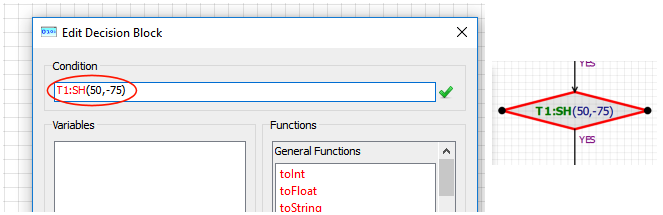 Edit Decision Block
Condition
T1:SH(50,-75)
Variables
Functions
General Functions
toInt
toFloat
toString
YES
T1:SH(50,-75)
YES